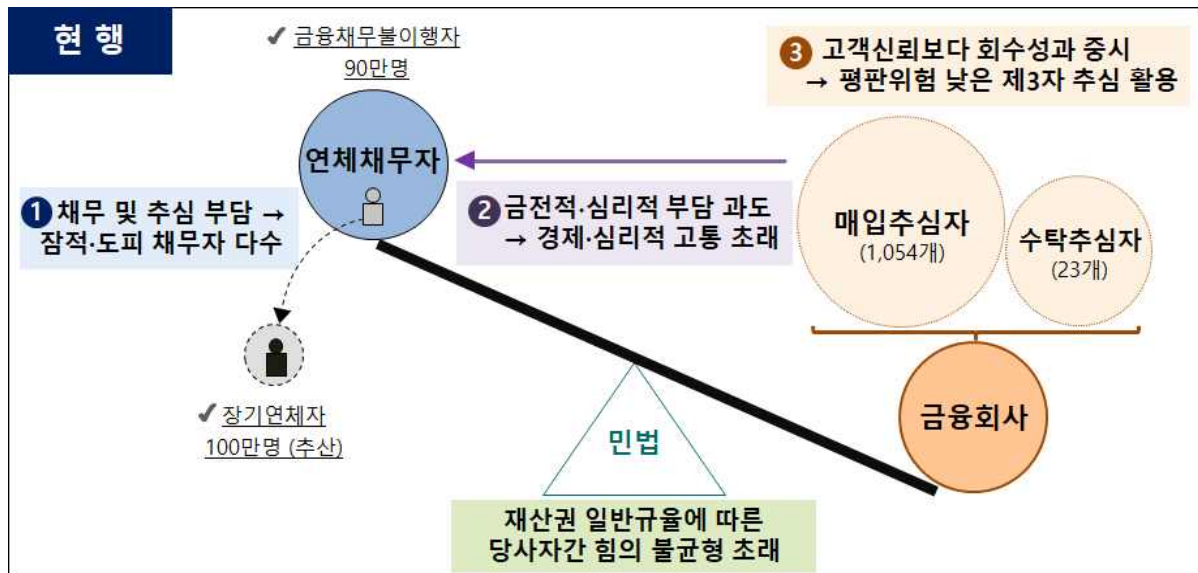 현 행
✔ 금융채무불이행자
90만명
❸ 고객신뢰보다 회수성과 중시
→ 평판위험 낮은 제3자 추심 활용
연체채무자
❶ 채무 및 추심 부담 →
잠적·도피 채무자 다수
❷ 금전적·심리적 부담 과도
→ 경제·심리적 고통 초래
매입추심자
(1,054개)
수탁추심자
(23개)
✔ 장기연체자
100만명 (추산)
금융회사
민법
재산권 일반규율에 따른
당사자간 힘의 불균형 초래